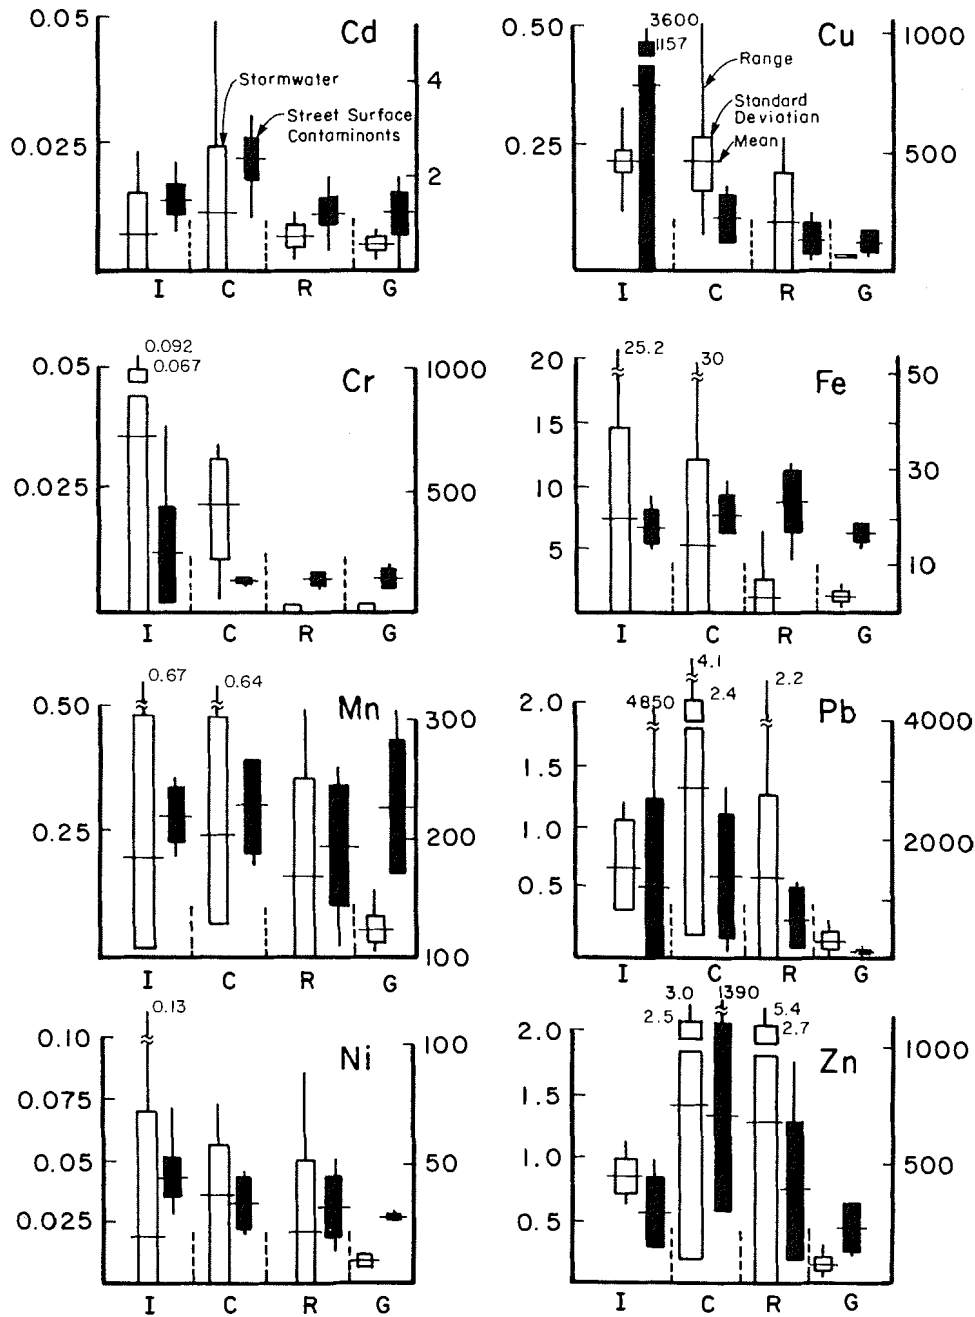 Cd
0.05
0.025
4
2
Stormwater
Street Surface
Contaminonts
I C R G
Cu
0.50
0.25
3600
1157
1000
500
Range
Standard
Deviation
Mean
I C R G
Cr
0.05
0.025
0.092
0.067
1000
500
I C R G
Fe
20
15
10
5
25.2
30
50
30
10
I C R G
Mn
0.50
0.25
0.67
0.64
300
200
100
I C R G
Pb
2.0
1.5
1.0
0.5
4850
4.1
2.4
2.2
4000
2000
I C R G
Ni
0.10
0.075
0.05
0.025
0.13
100
50
I C R G
Zn
2.0
1.5
1.0
0.5
3.0
2.5
1390
5.4
2.7
1000
500
I C R G